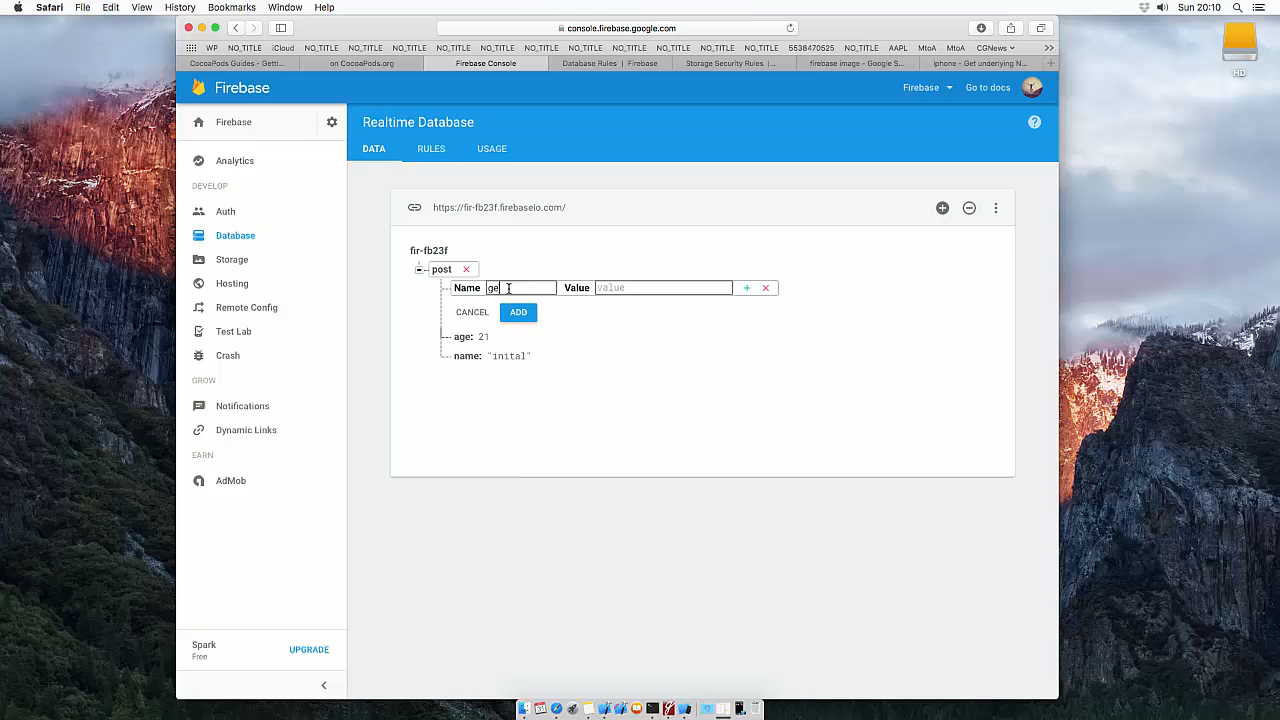 Safari File Edit View History Bookmarks Window Help Sun 20:10
console.firebase.google.com
WP NO_TITLE iCloud NO_TITLE NO_TITLE NO_TITLE NO_TITLE NO_TITLE NO_TITLE NO_TITLE NO_TITLE NO_TITLE 5538470525 NO_TITLE AAPL MtoA MtoA CGNews
CocoaPods Guides - Getti... on CocoaPods.org Firebase Console Database Rules | Firebase Storage Security Rules |... firebase image - Google S... iphone - Get underlying N...
HD
Firebase Firebase Go to docs
Firebase
Realtime Database
DATA RULES USAGE
Analytics
DEVELOP
Auth
Database
Storage
Hosting
Remote Config
Test Lab
Crash
GROW
Notifications
Dynamic Links
EARN
AdMob
Spark
Free
UPGRADE
https://fir-fb23f.firebaseio.com/
fir-fb23f
post
Name ge Value value
CANCEL ADD
age: 21
name: "inital"